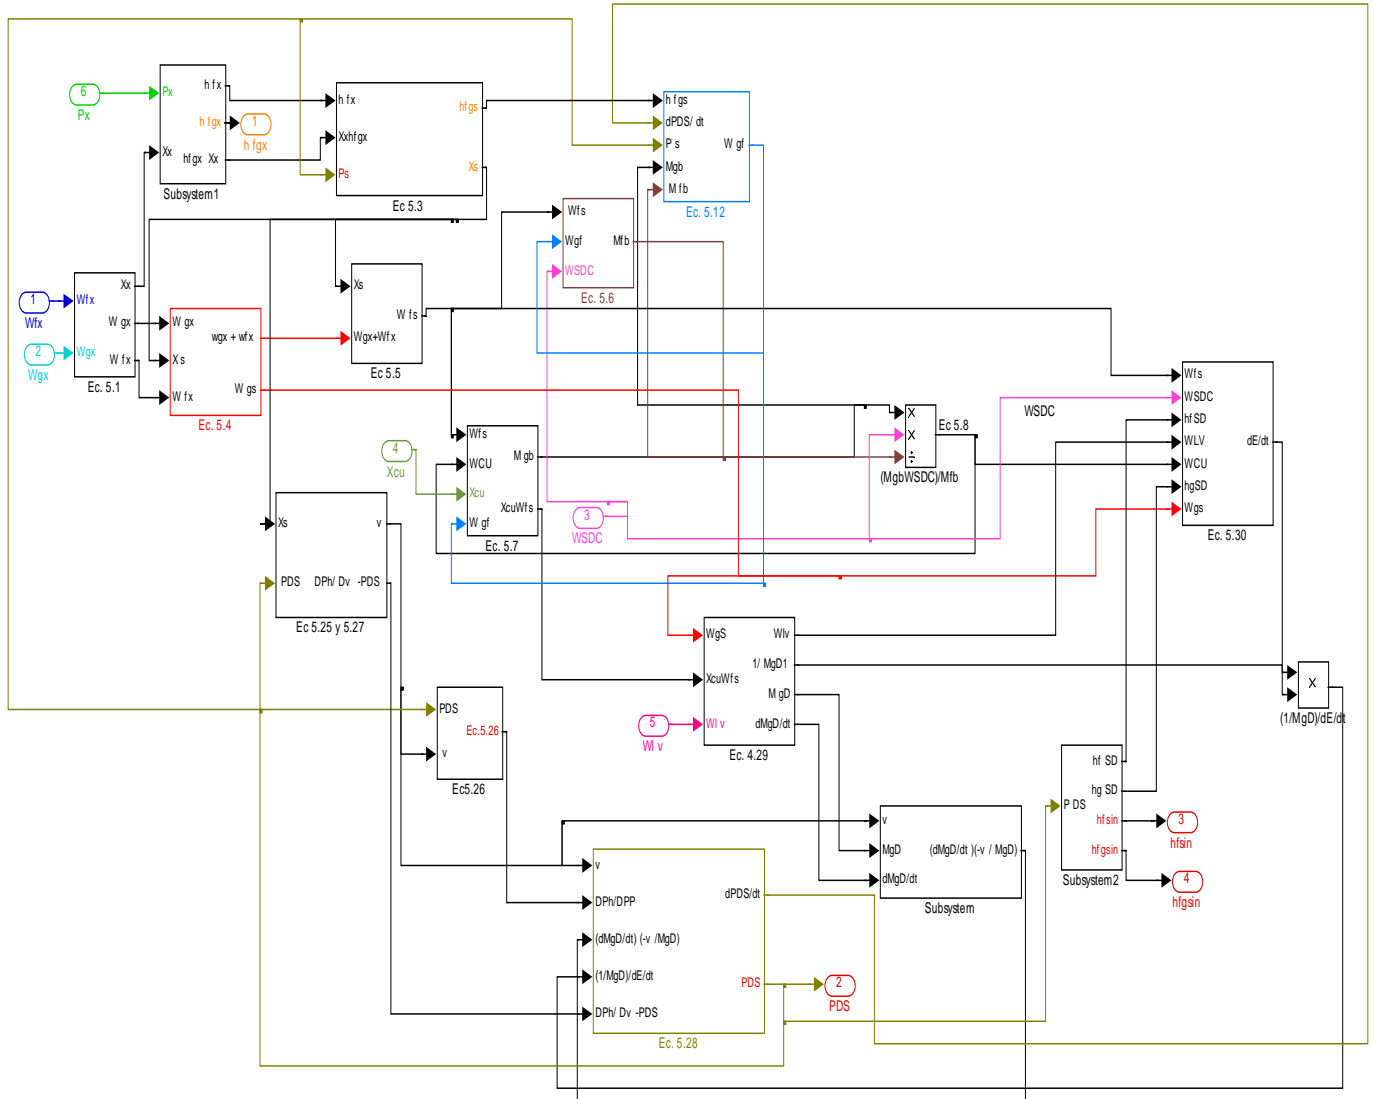 6
Px
Px
Xx
h fx
h fgx
hfgx Xx
Subsystem1
1
h fgx
h fx
Xxhfgx
Ps
hfgs
Xs
Ec 5.3
h fgs
dPDS/ dt
P s
Mgb
M fb
W gf
Ec. 5.12
Wfs
Wgf
WSDC
Mfb
Ec. 5.6
1
Wfx
2
Wgx
Wfx
Wgx
Xx
W gx
W fx
Ec. 5.1
W gx
X s
W fx
wgx + wfx
W gs
Ec. 5.4
Xs
Wgx+Wfx
W fs
Ec 5.5
4
Xcu
Wfs
WCU
Xcu
W gf
M gb
XcuWfs
Ec. 5.7
3
WSDC
X
X
÷
Ec 5.8
(MgbWSDC)/Mfb
WSDC
Wfs
WSDC
hfSD
WLV
WCU
hgSD
Wgs
dE/dt
Ec. 5.30
Xs
PDS
v
DPh/ Dv -PDS
Ec 5.25 y 5.27
PDS
v
Ec.5.26
Ec5.26
5
Wl v
WgS
XcuWfs
Wl v
Wlv
1/ MgD1
M gD
dMgD/dt
Ec. 4.29
X
(1/MgD)/dE/dt
P DS
hf SD
hg SD
hfsin
hfgsin
Subsystem2
3
hfsin
4
hfgsin
v
MgD
dMgD/dt
(dMgD/dt )(-v / MgD)
Subsystem
v
DPh/DPP
(dMgD/dt) (-v /MgD)
(1/MgD)/dE/dt
DPh/ Dv -PDS
dPDS/dt
PDS
Ec. 5.28
2
PDS